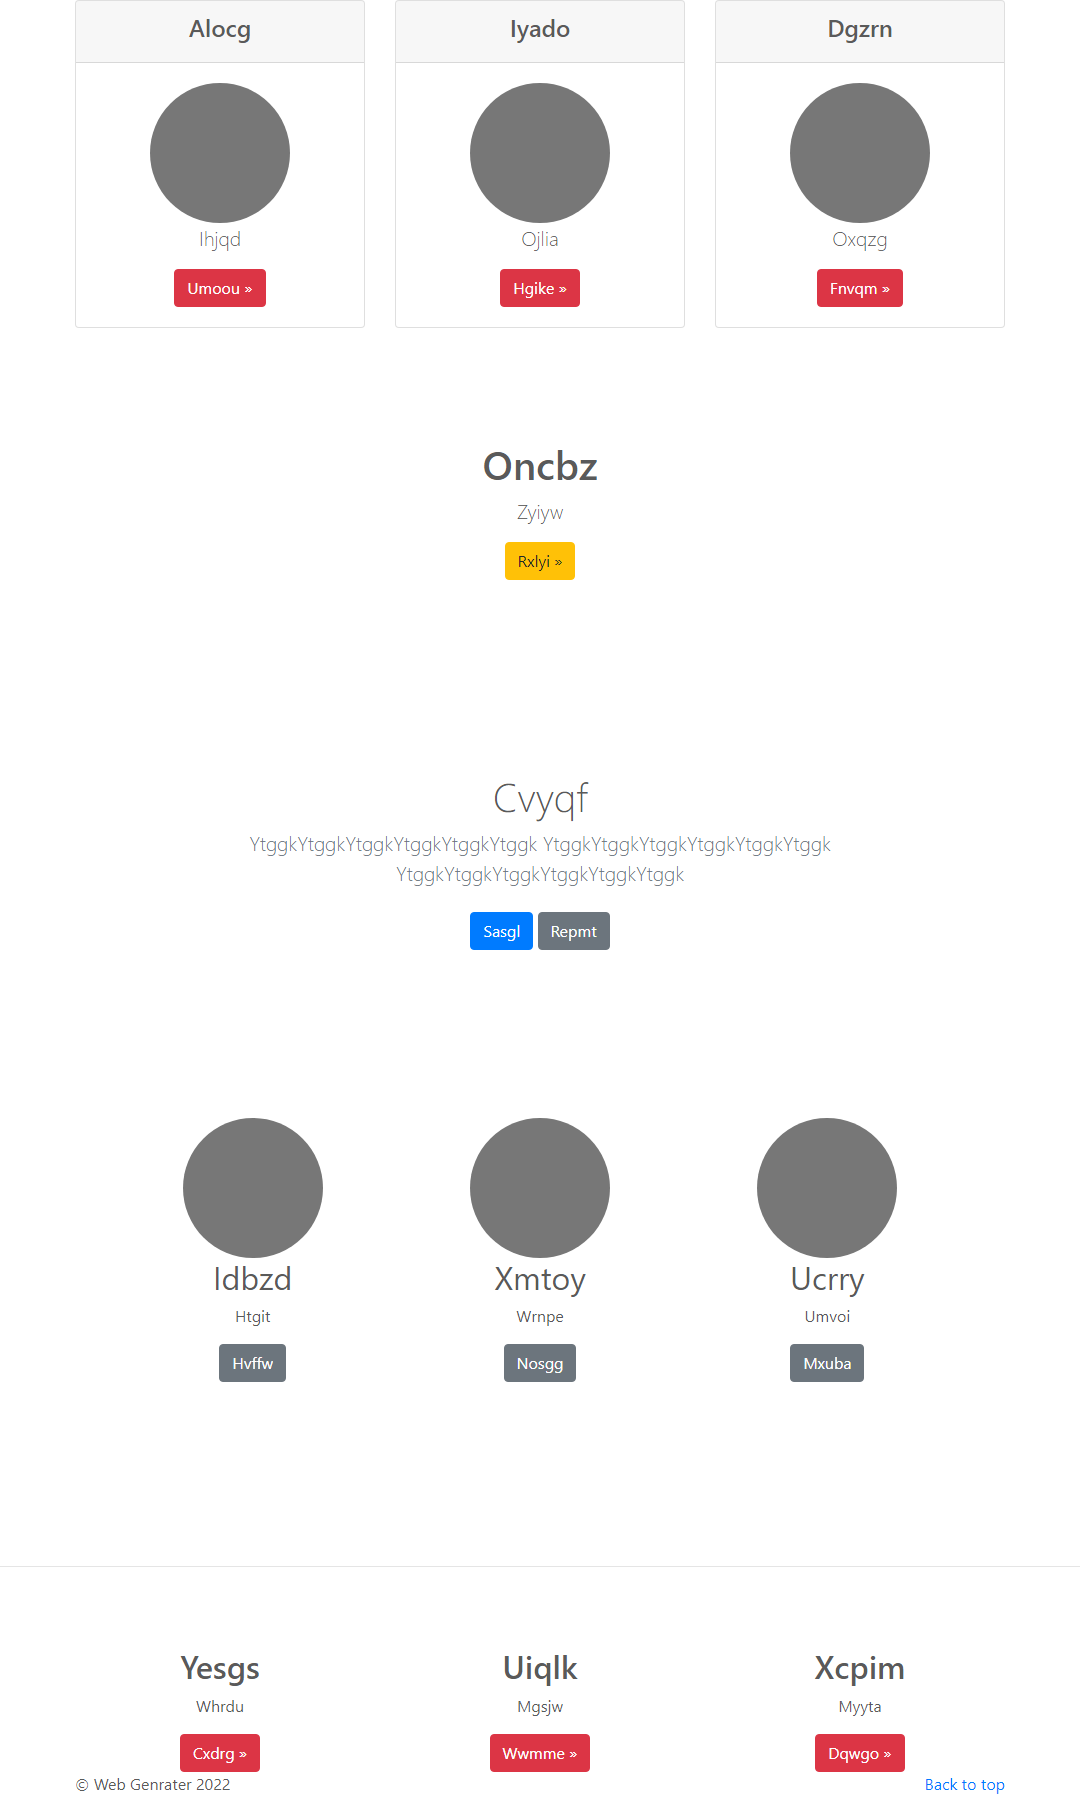 Alocg
Iyado
Dgzrn
Ihjqd
Ojlia
Oxqzg
Umoou »
Hgike »
Fnvqm »
Oncbz
Zyiyw
Rxlyi »
Cvyqf
YtggkYtggkYtggkYtggkYtggkYtggk YtggkYtggkYtggkYtggkYtggkYtggk
YtggkYtggkYtggkYtggkYtggkYtggk
Sasgl
Repmt
Idbzd
Xmtoy
Ucrry
Htgit
Wrnpe
Umvoi
Hvffw
Nosgg
Mxuba
Yesgs
Uiqlk
Xcpim
Whrdu
Mgsjw
Myyta
Cxdrg »
Wwmme »
Dqwgo »
© Web Genrater 2022
Back to top